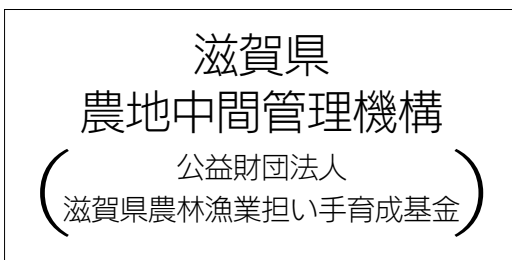 滋賀県
農地中間管理機構
(公益財団法人
滋賀県農林漁業担い手育成基金)